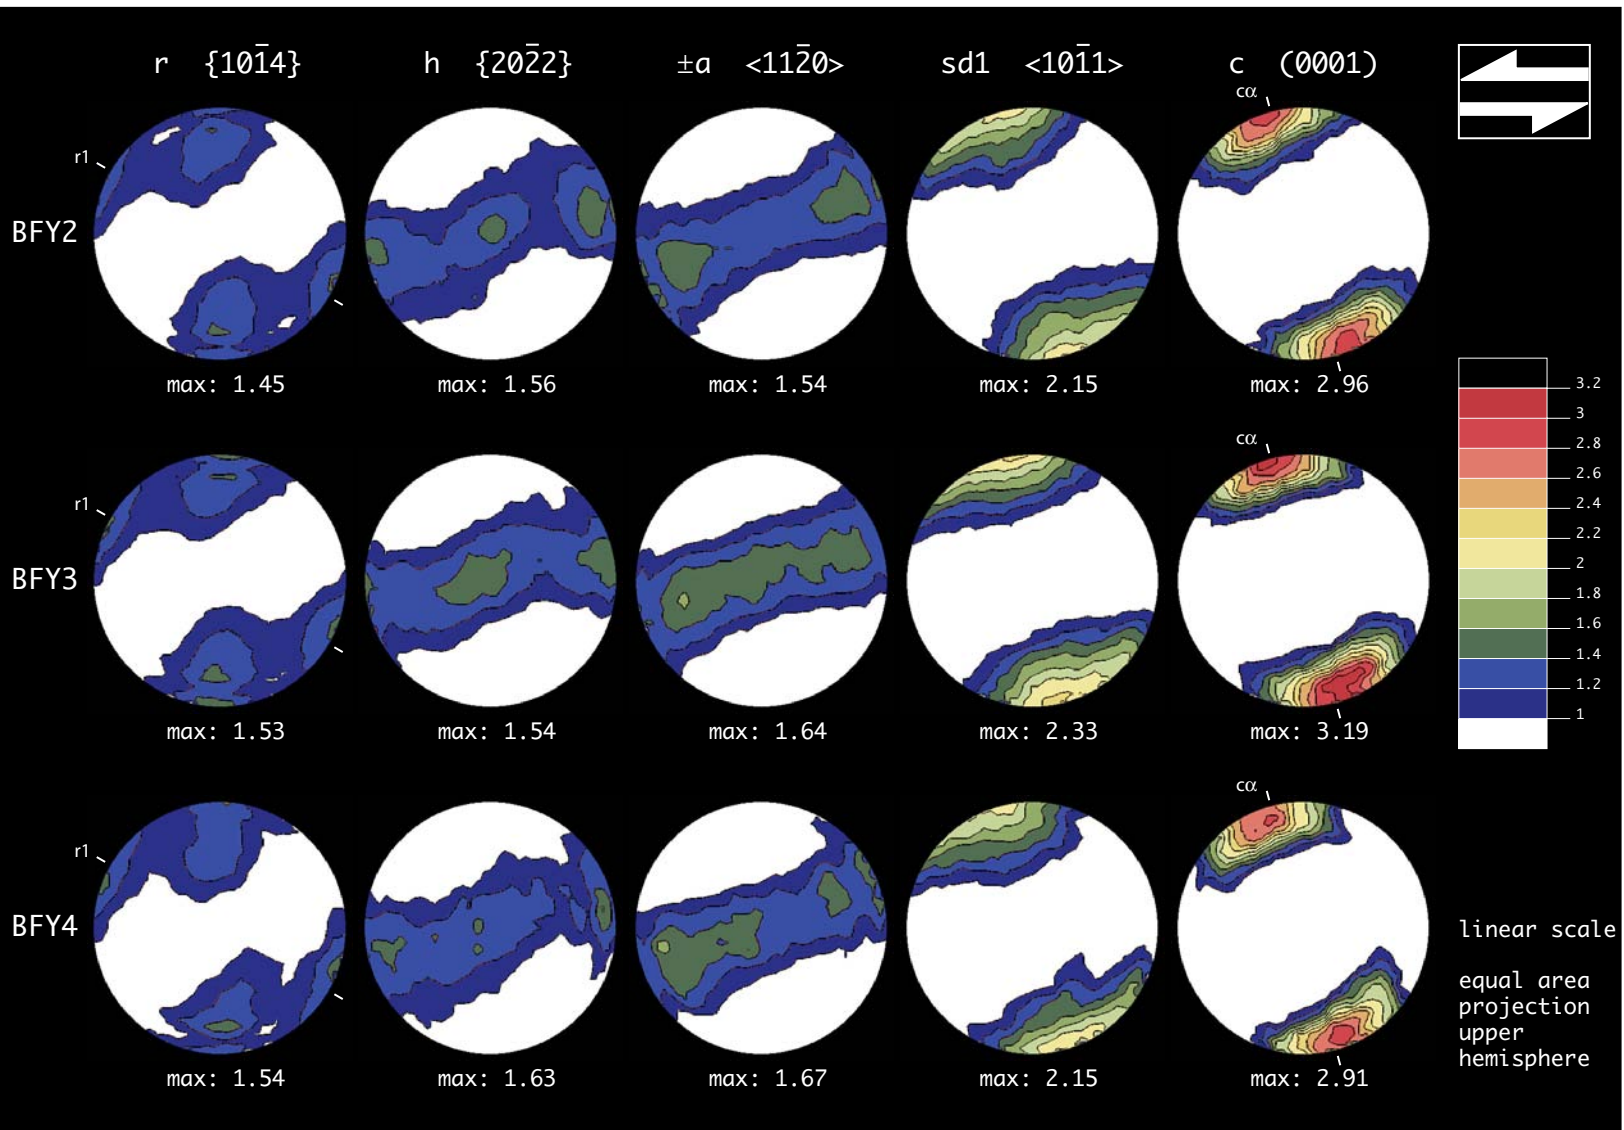 r {101̅4} h {202̅2} ±a <112̅0> sd1 <101̅1> c (0001)
cα
r1
BFY2
max: 1.45 max: 1.56 max: 1.54 max: 2.15 max: 2.96
cα
r1
BFY3
max: 1.53 max: 1.54 max: 1.64 max: 2.33 max: 3.19
cα
r1
BFY4
max: 1.54 max: 1.63 max: 1.67 max: 2.15 max: 2.91
3.2
3
2.8
2.6
2.4
2.2
2
1.8
1.6
1.4
1.2
1
linear scale
equal area
projection
upper
hemisphere